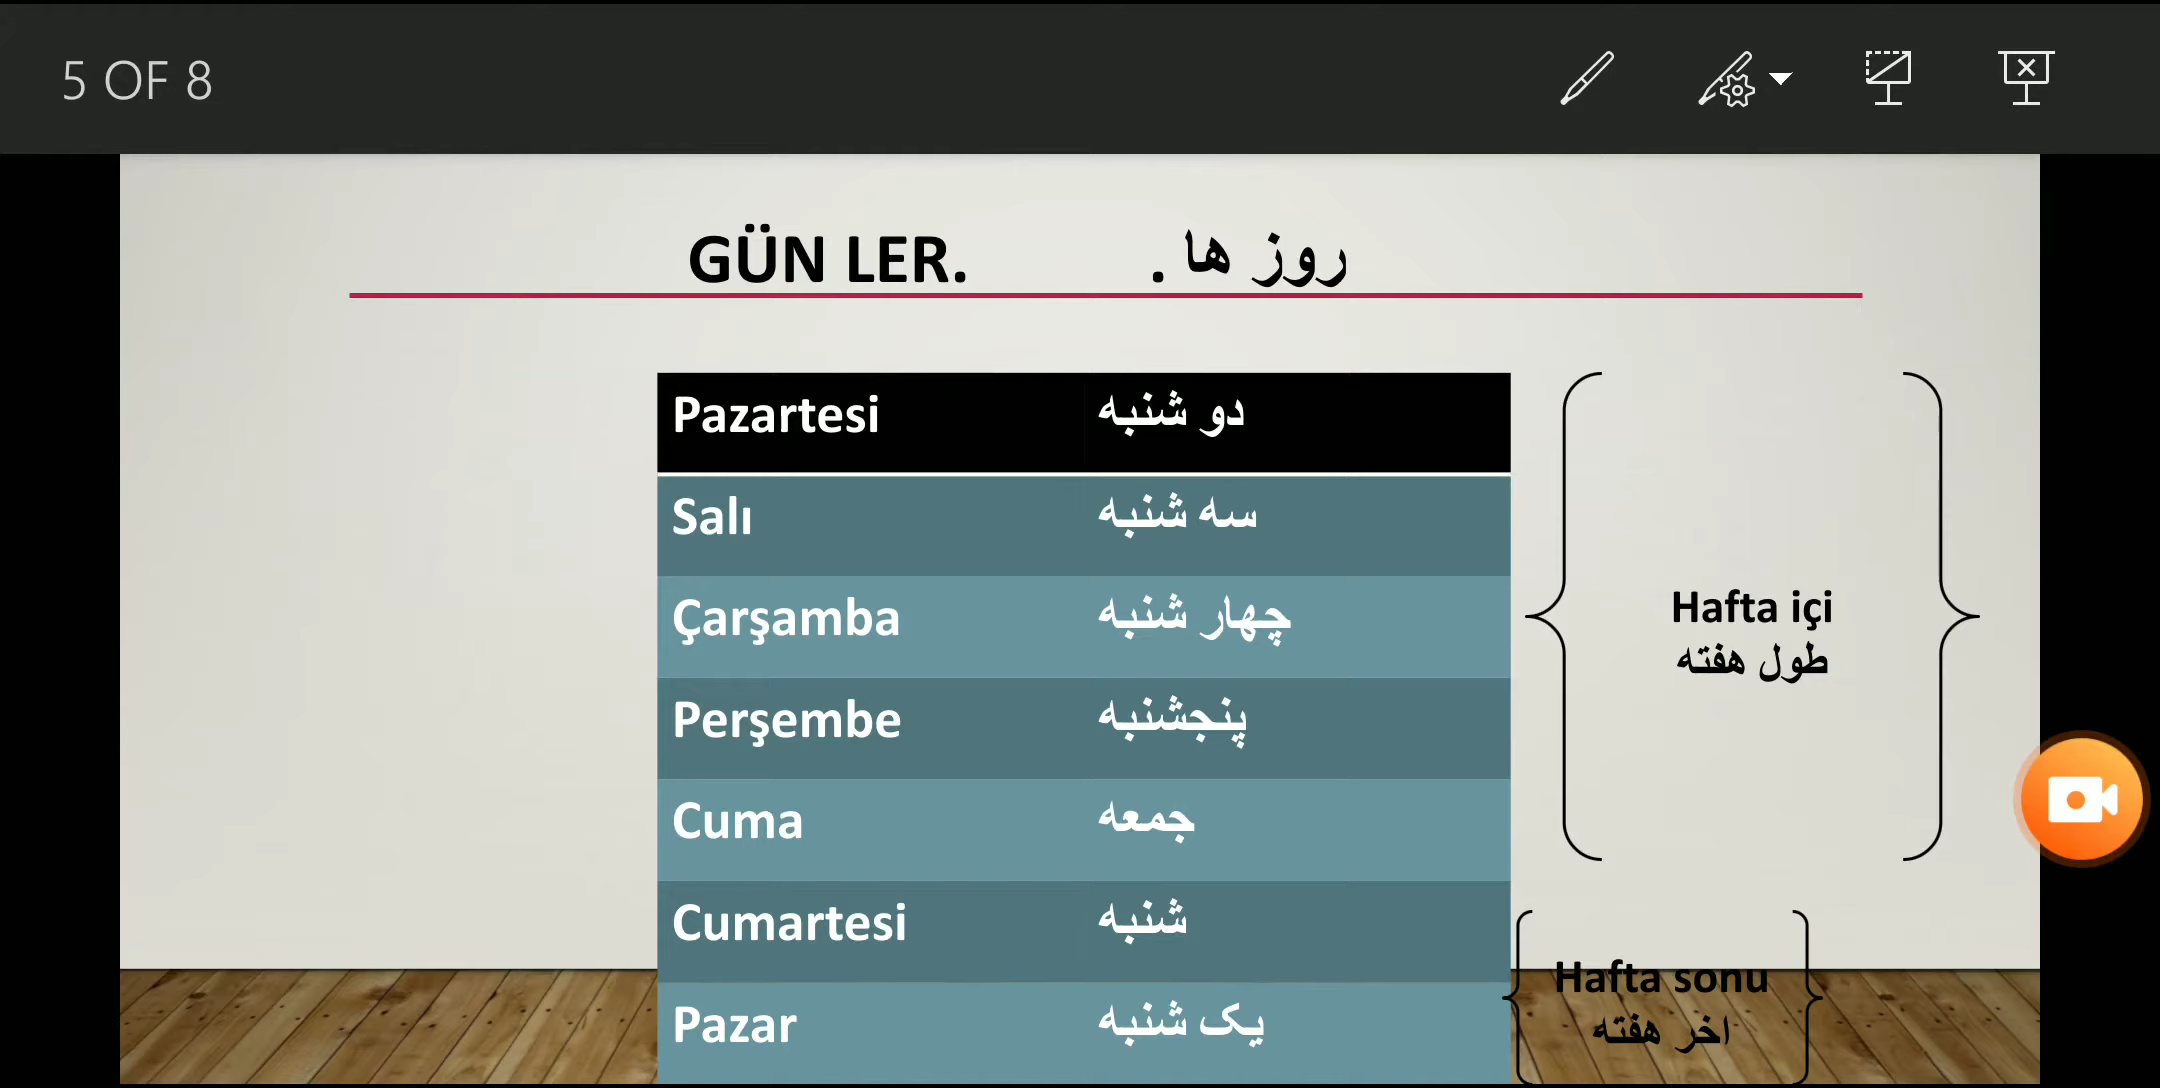 5 OF 8
GÜN LER. روز ها .
Pazartesi دو شنبه
Salı سه شنبه
Çarşamba چهار شنبه
Perşembe پنجشنبه
Cuma جمعه
Cumartesi شنبه
Pazar یک شنبه
Hafta içi
طول هفته
Hafta sonu
اخر هفته